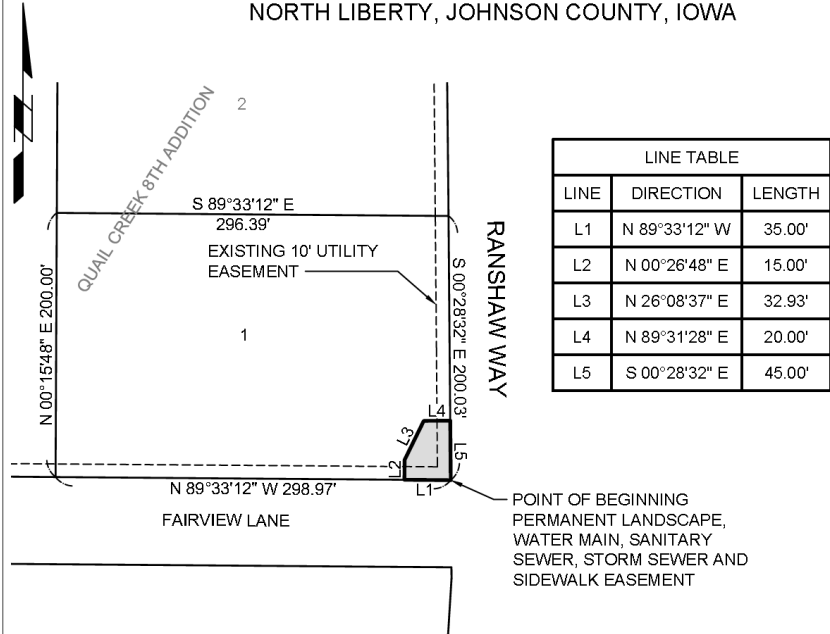 NORTH LIBERTY, JOHNSON COUNTY, IOWA
2
QUAIL CREEK 8TH ADDITION
S 89°33'12" E
296.39'
EXISTING 10' UTILITY
EASEMENT
RANSHAW WAY
N 00°15'48" E 200.00'
S 00°28'32" E 200.03'
1
L4
L3
L2
L5
L1
N 89°33'12" W 298.97'
FAIRVIEW LANE
POINT OF BEGINNING
PERMANENT LANDSCAPE,
WATER MAIN, SANITARY
SEWER, STORM SEWER AND
SIDEWALK EASEMENT
LINE TABLE
LINE DIRECTION LENGTH
L1 N 89°33'12" W 35.00'
L2 N 00°26'48" E 15.00'
L3 N 26°08'37" E 32.93'
L4 N 89°31'28" E 20.00'
L5 S 00°28'32" E 45.00'